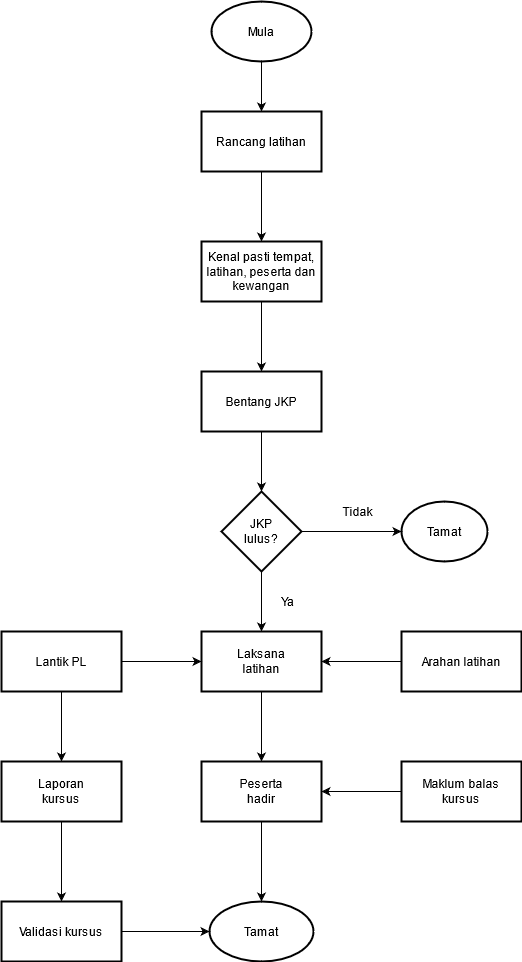 Mula
Rancang latihan
Kenal pasti tempat,
latihan, peserta dan
kewangan
Bentang JKP
JKP
lulus?
Tidak
Tamat
Ya
Lantik PL
Laksana
latihan
Arahan latihan
Laporan
kursus
Peserta
hadir
Maklum balas
kursus
Validasi kursus
Tamat